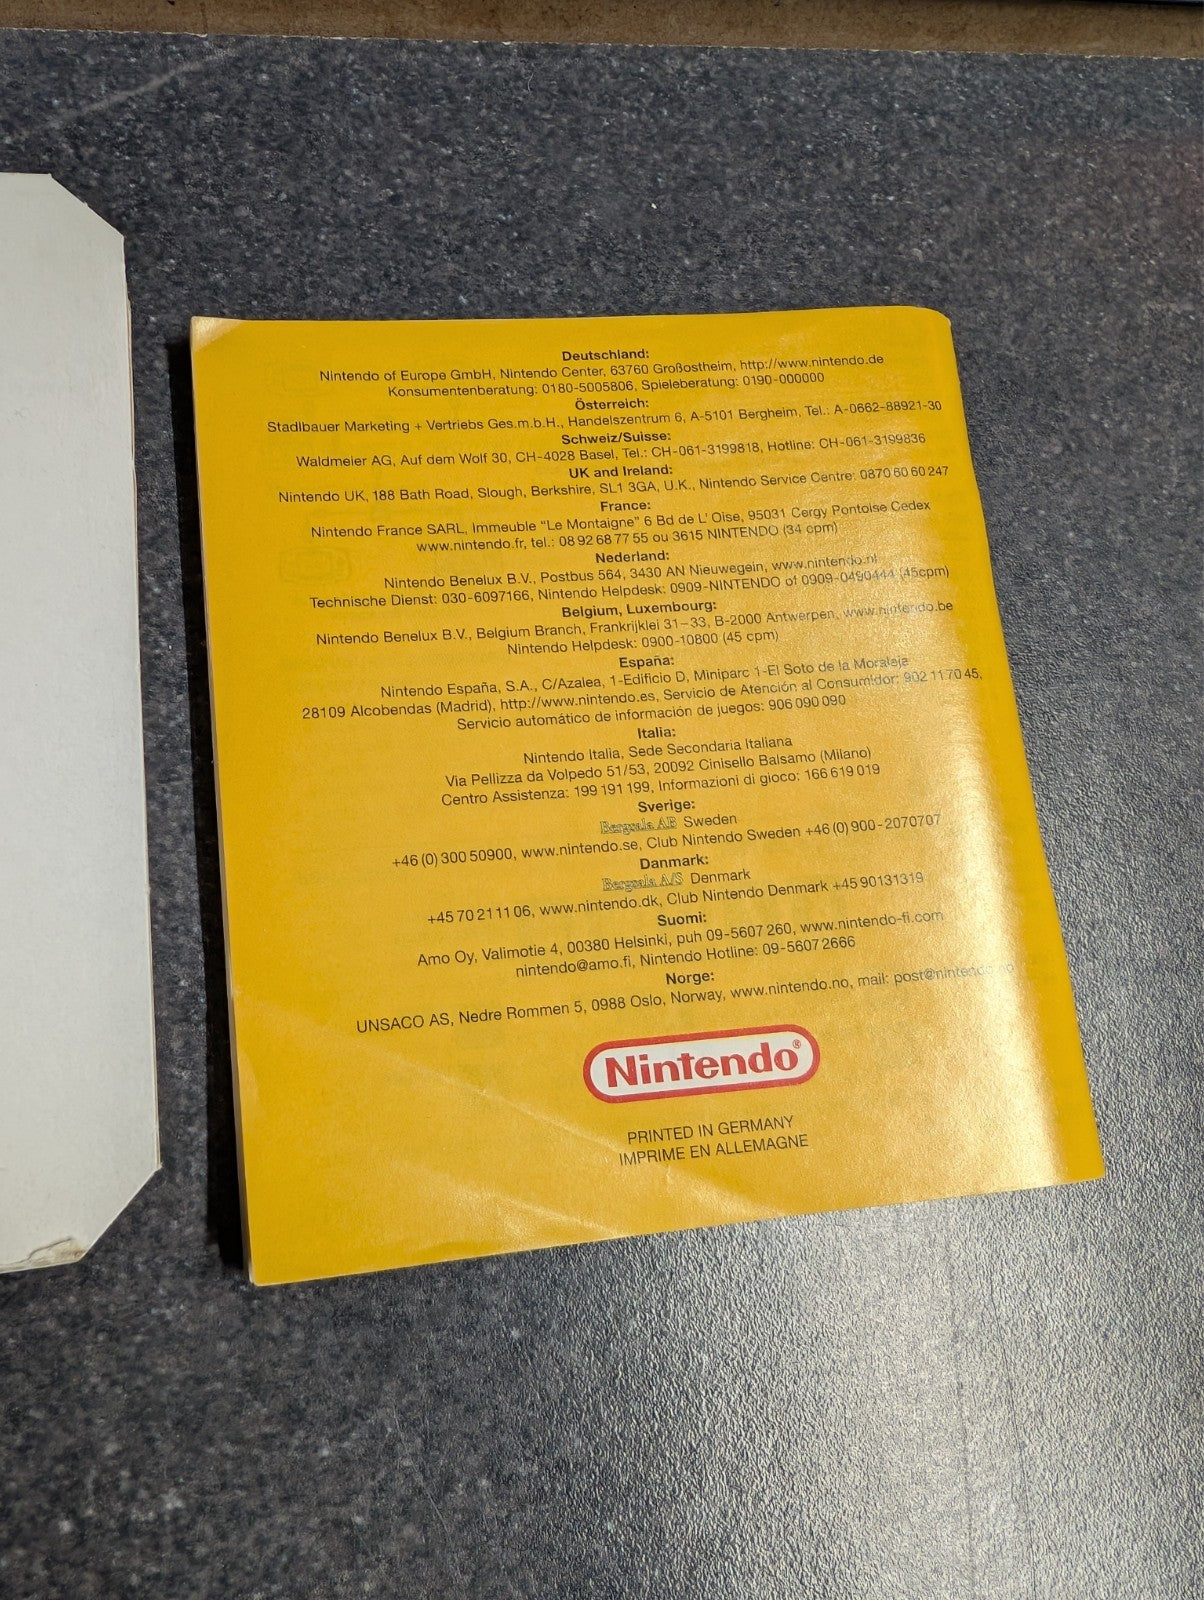 Deutschland:
Nintendo of Europe GmbH, Nintendo Center, 63760 Großostheim, http://www.nintendo.de
Konsumentenberatung: 0180-5005806, Spieleberatung: 0190-000000
Österreich:
Stadlbauer Marketing + Vertriebs Ges.m.b.H., Handelszentrum 6, A-5101 Bergheim, Tel.: A-0662-88921-30
Schweiz/Suisse:
Waldmeier AG, Auf dem Wolf 30, CH-4028 Basel, Tel.: CH-061-3199818, Hotline: CH-061-3199836
UK and Ireland:
Nintendo UK, 188 Bath Road, Slough, Berkshire, SL1 3GA, U.K., Nintendo Service Centre: 0870 60 60 247
France:
Nintendo France SARL, Immeuble “Le Montaigne” 6 Bd de L’ Oise, 95031 Cergy Pontoise Cedex
www.nintendo.fr, tel.: 08 92 68 77 55 ou 3615 NINTENDO (34 cpm)
Nederland:
Nintendo Benelux B.V., Postbus 564, 3430 AN Nieuwegein, www.nintendo.nl
Technische Dienst: 030-6097166, Nintendo Helpdesk: 0909-NINTENDO of 0909-0490444 (45cpm)
Belgium, Luxembourg:
Nintendo Benelux B.V., Belgium Branch, Frankrijklei 31–33, B-2000 Antwerpen, www.nintendo.be
Nintendo Helpdesk: 0900-10800 (45 cpm)
España:
Nintendo España, S.A., C/Azalea, 1-Edificio D, Miniparc 1-El Soto de la Moraleja
28109 Alcobendas (Madrid), http://www.nintendo.es, Servicio de Atención al Consumidor: 902 11 70 45,
Servicio automático de información de juegos: 906 090 090
Italia:
Nintendo Italia, Sede Secondaria Italiana
Via Pellizza da Volpedo 51/53, 20092 Cinisello Balsamo (Milano)
Centro Assistenza: 199 191 199, Informazioni di gioco: 166 619 019
Sverige:
Bergsala AB Sweden
+46 (0) 300 50900, www.nintendo.se, Club Nintendo Sweden +46 (0) 900-2070707
Danmark:
Bergsala A/S Denmark
+45 70 21 11 06, www.nintendo.dk, Club Nintendo Denmark +45 90131319
Suomi:
Amo Oy, Valimotie 4, 00380 Helsinki, puh 09-5607 260, www.nintendo-fi.com
nintendo@amo.fi, Nintendo Hotline: 09-5607 2666
Norge:
UNSACO AS, Nedre Rommen 5, 0988 Oslo, Norway, www.nintendo.no, mail: post@nintendo.no
Nintendo®
PRINTED IN GERMANY
IMPRIME EN ALLEMAGNE